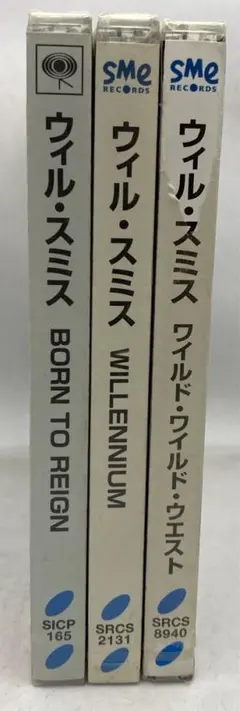 ウィル・スミス BORN TO REIGN
SICP
165
SMe
RECORDS
ウィル・スミス WILLENNIUM
SRCS
2131
SMe
RECORDS
ウィル・スミス ワイルド・ワイルド・ウエスト
SRCS
8940